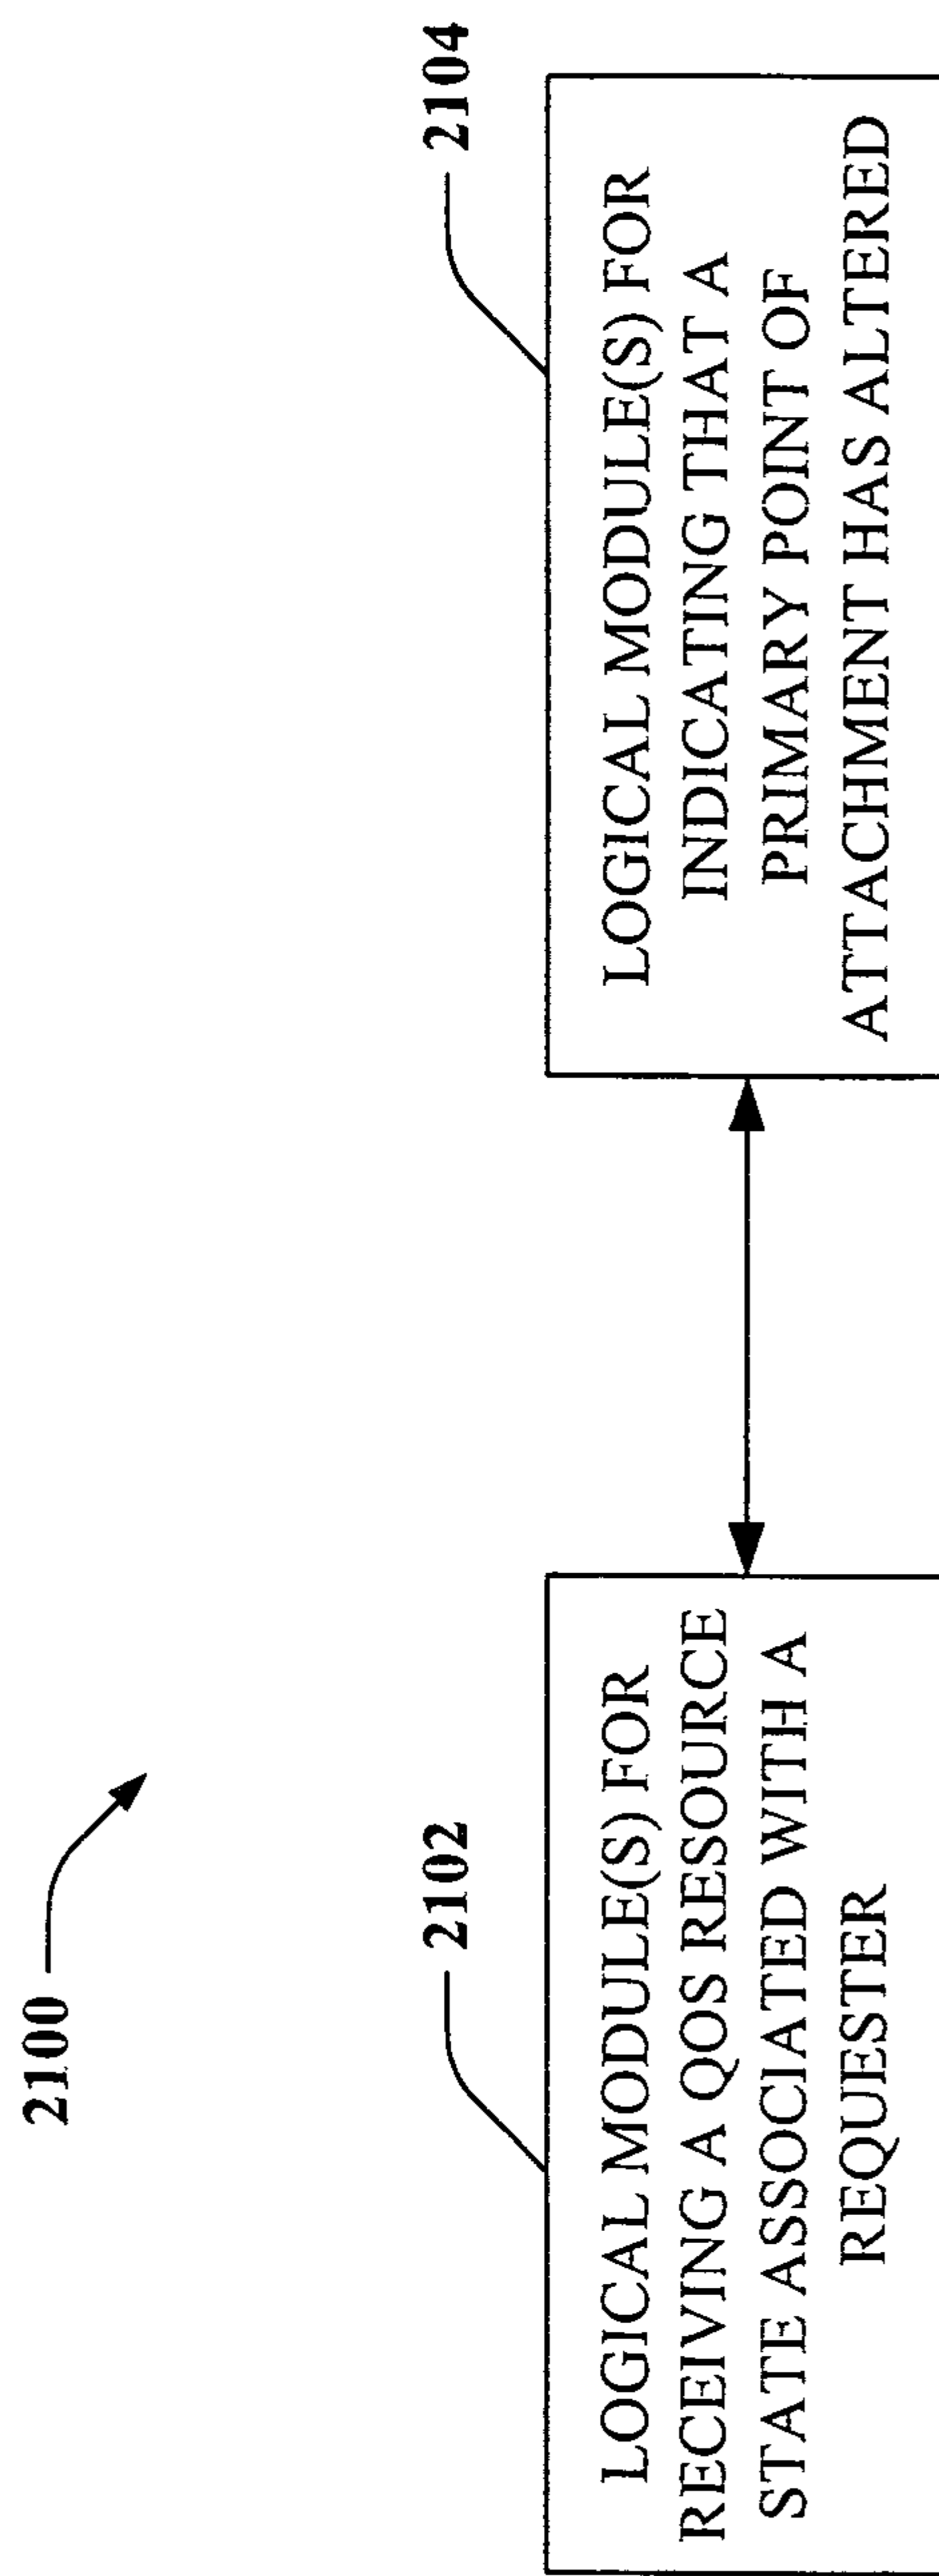 2100
2102
LOGICAL MODULE(S) FOR
RECEIVING A QOS RESOURCE
STATE ASSOCIATED WITH A
REQUESTER
2104
LOGICAL MODULE(S) FOR
INDICATING THAT A
PRIMARY POINT OF
ATTACHMENT HAS ALTERED